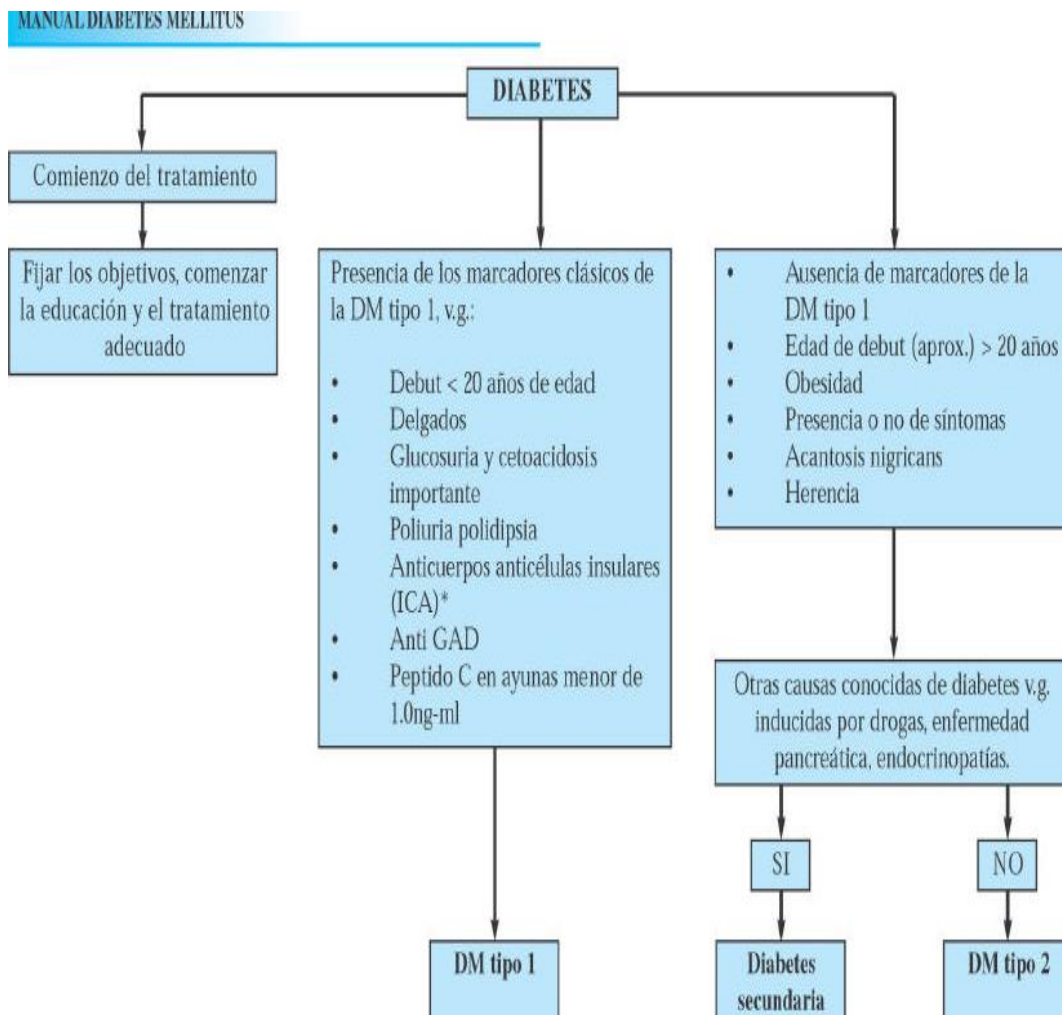 MANUAL DIABETES MELLITUS
DIABETES
Comienzo del tratamiento
Fijar los objetivos, comenzar
la educación y el tratamiento
adecuado
Presencia de los marcadores clásicos de
la DM tipo 1, v.g.:
• Debut < 20 años de edad
• Delgados
• Glucosuria y cetoacidosis
importante
• Poliuria polidipsia
• Anticuerpos anticélulas insulares
(ICA)*
• Anti GAD
• Peptido C en ayunas menor de
1.0ng-ml
DM tipo 1
• Ausencia de marcadores de la
DM tipo 1
• Edad de debut (aprox.) > 20 años
• Obesidad
• Presencia o no de síntomas
• Acantosis nigricans
• Herencia
Otras causas conocidas de diabetes v.g.
inducidas por drogas, enfermedad
pancreática, endocrinopatías.
SI
NO
Diabetes
secundaria
DM tipo 2